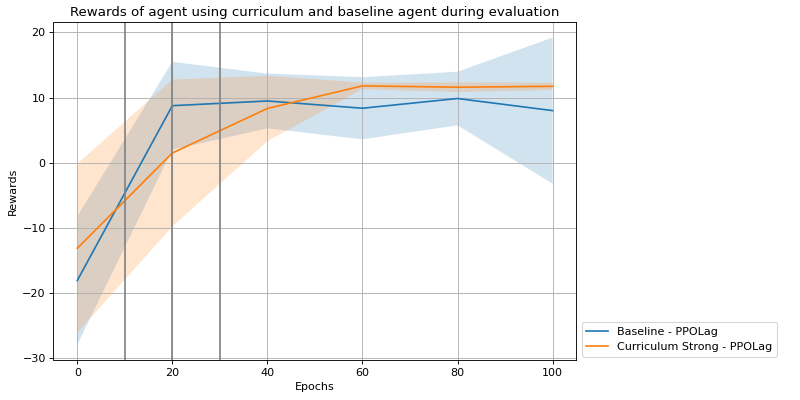 Rewards of agent using curriculum and baseline agent during evaluation
20
10
0
−10
−20
−30
Rewards
0 20 40 60 80 100
Epochs
Baseline - PPOLag
Curriculum Strong - PPOLag